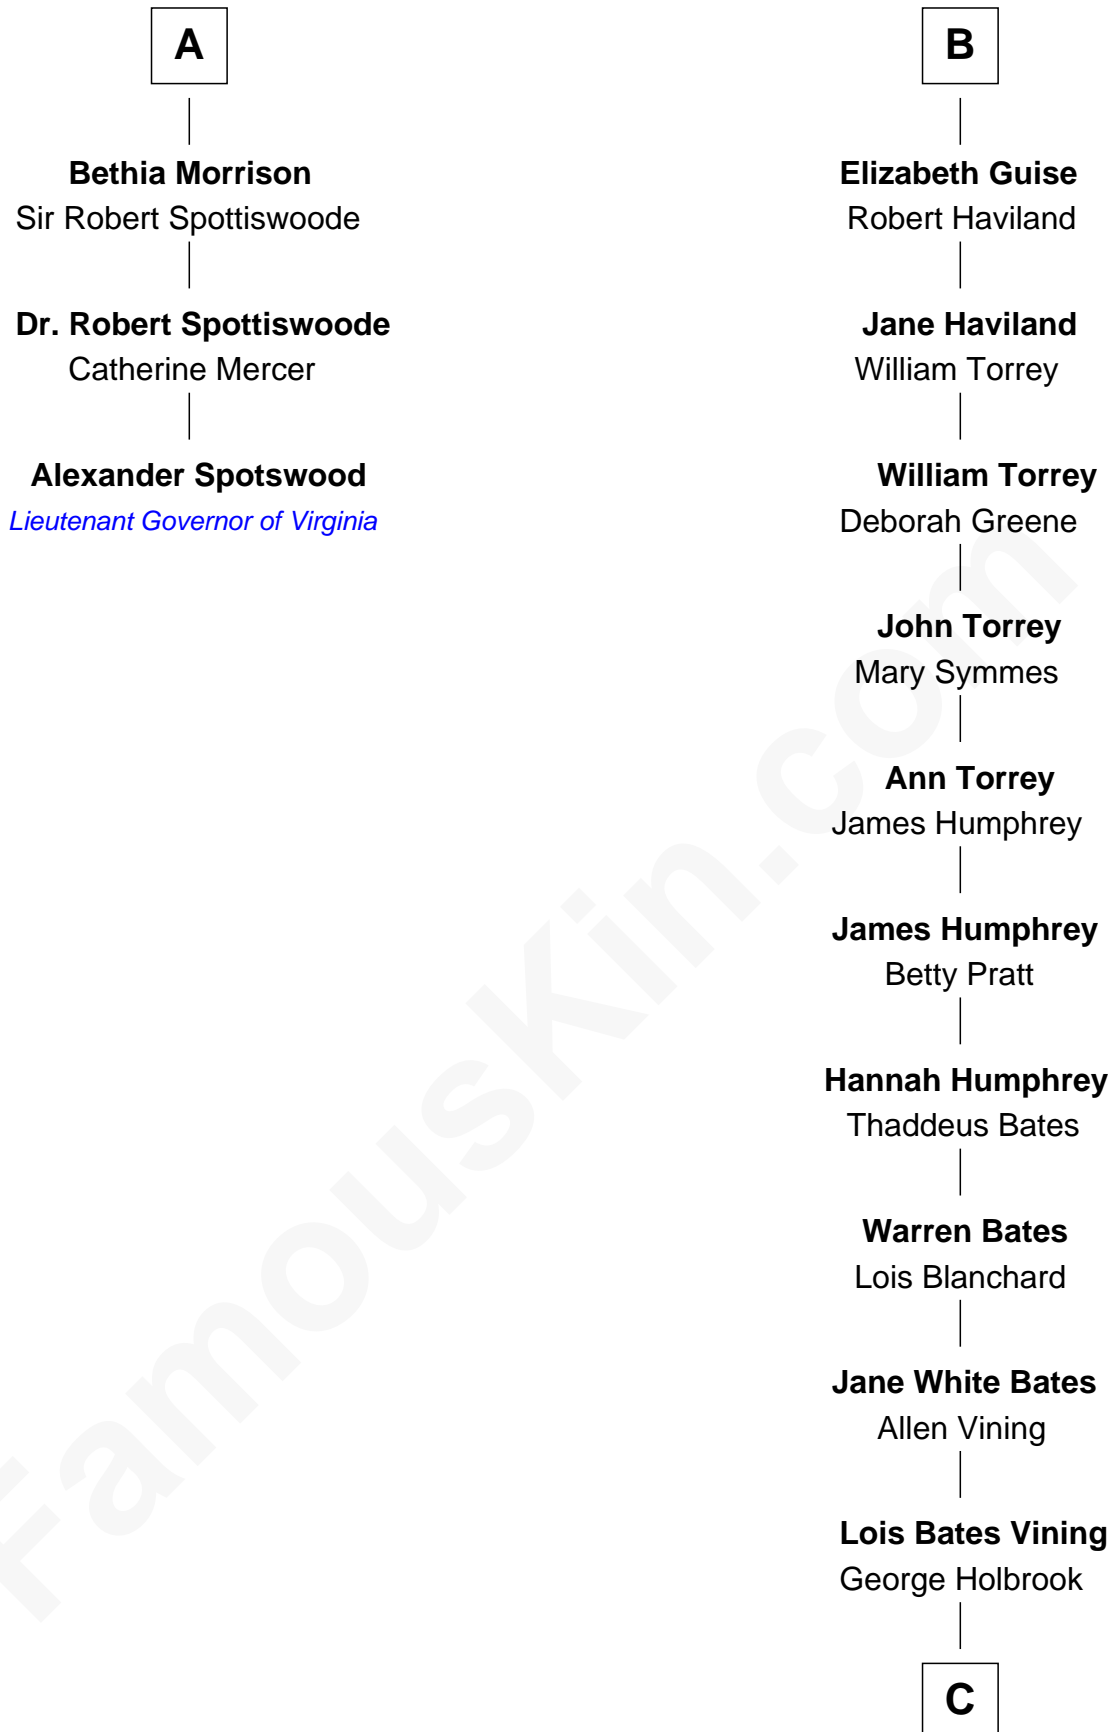 A
Bethia Morrison
Sir Robert Spottiswoode
Dr. Robert Spottiswoode
Catherine Mercer
Alexander Spotswood
Lieutenant Governor of Virginia
B
Elizabeth Guise
Robert Haviland
Jane Haviland
William Torrey
William Torrey
Deborah Greene
John Torrey
Mary Symmes
Ann Torrey
James Humphrey
James Humphrey
Betty Pratt
Hannah Humphrey
Thaddeus Bates
Warren Bates
Lois Blanchard
Jane White Bates
Allen Vining
Lois Bates Vining
George Holbrook
C
FamousKin.com